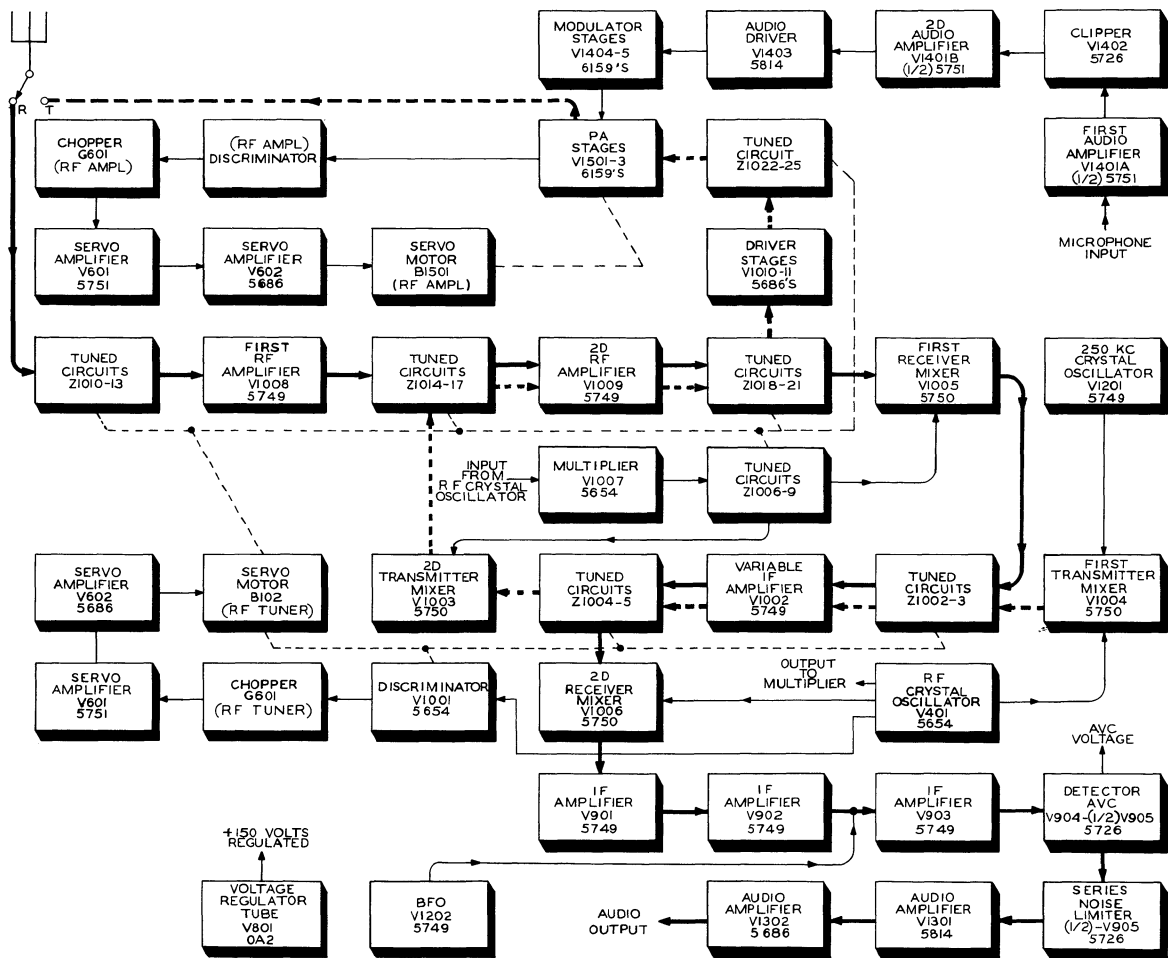 MODULATOR
STAGES
V1404-5
6159'S
AUDIO
DRIVER
V1403
5814
2D
AUDIO
AMPLIFIER
V1401B
(1/2) 5751
CLIPPER
V1402
5726
R
T
CHOPPER
G601
(RF AMPL)
(RF AMPL)
DISCRIMINATOR
PA
STAGES
V1501-3
6159'S
TUNED
CIRCUIT
Z1022-25
FIRST
AUDIO
AMPLIFIER
V1401A
(1/2) 5751
MICROPHONE
INPUT
SERVO
AMPLIFIER
V601
5751
SERVO
AMPLIFIER
V602
5686
SERVO
MOTOR
B1501
(RF AMPL)
DRIVER
STAGES
V1010-11
5686'S
TUNED
CIRCUITS
Z1010-13
FIRST
RF
AMPLIFIER
V1008
5749
TUNED
CIRCUITS
Z1014-17
2D
RF
AMPLIFIER
V1009
5749
TUNED
CIRCUITS
Z1018-21
FIRST
RECEIVER
MIXER
V1005
5750
250 KC
CRYSTAL
OSCILLATOR
V1201
5749
INPUT
FROM
RF CRYSTAL
OSCILLATOR
MULTIPLIER
V1007
5654
TUNED
CIRCUITS
Z1006-9
SERVO
AMPLIFIER
V602
5686
SERVO
MOTOR
B102
(RF TUNER)
2D
TRANSMITTER
MIXER
V1003
5750
TUNED
CIRCUITS
Z1004-5
VARIABLE
IF
AMPLIFIER
V1002
5749
TUNED
CIRCUITS
Z1002-3
FIRST
TRANSMITTER
MIXER
V1004
5750
SERVO
AMPLIFIER
V601
5751
CHOPPER
G601
(RF TUNER)
DISCRIMINATOR
V1001
5654
2D
RECEIVER
MIXER
V1006
5750
OUTPUT
TO
MULTIPLIER
RF
CRYSTAL
OSCILLATOR
V401
5654
AVC
VOLTAGE
IF
AMPLIFIER
V901
5749
IF
AMPLIFIER
V902
5749
IF
AMPLIFIER
V903
5749
DETECTOR
AVC
V904-(1/2)V905
5726
+150 VOLTS
REGULATED
VOLTAGE
REGULATOR
TUBE
V801
OA2
BFO
V1202
5749
AUDIO
OUTPUT
AUDIO
AMPLIFIER
V1302
5686
AUDIO
AMPLIFIER
V1301
5814
SERIES
NOISE
LIMITER
(1/2)-V905
5726